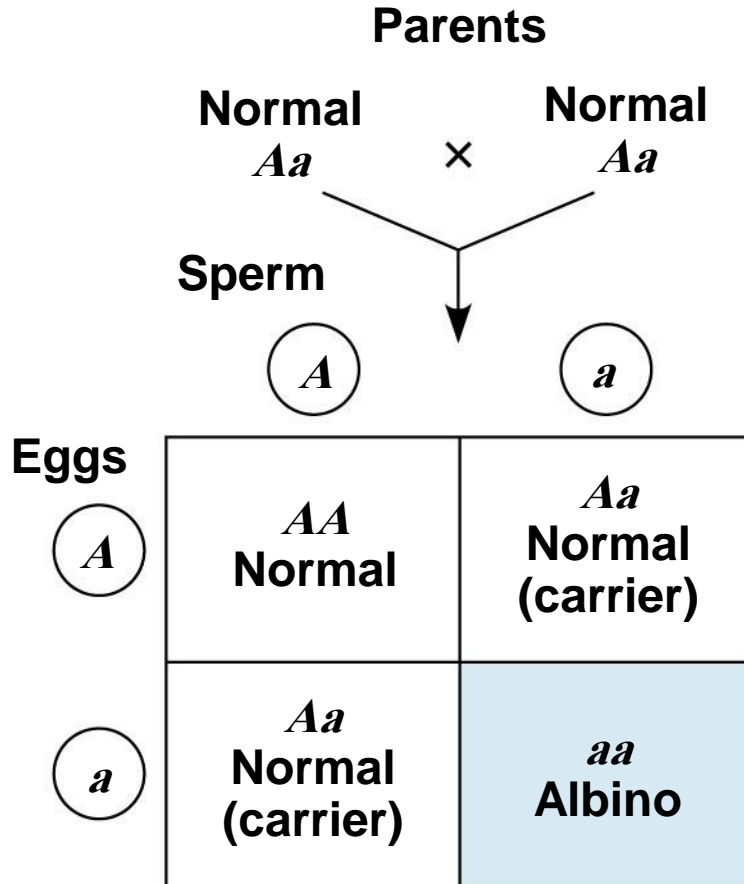 Parents
Normal Normal
Aa × Aa
Sperm
A a
Eggs
A
AA
Normal
Aa
Normal
(carrier)
a
Aa
Normal
(carrier)
aa
Albino